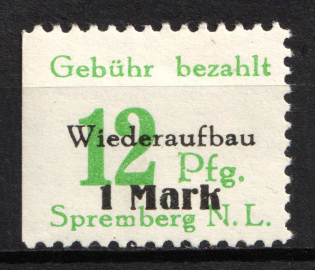 Gebühr bezahlt
12 Pfg.
Wiederaufbau
1 Mark
Spremberg N. L.